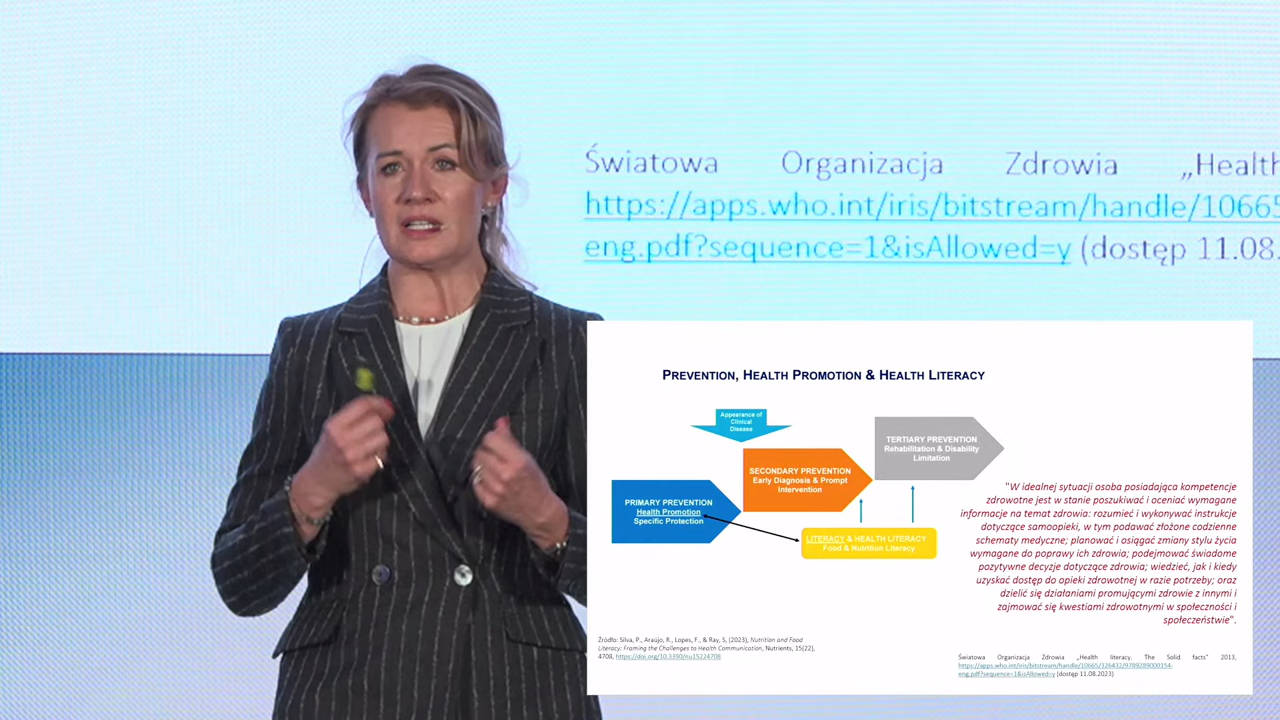 Światowa Organizacja Zdrowia „Health
https://apps.who.int/iris/bitstream/handle/10665
eng.pdf?sequence=1&isAllowed=y (dostęp 11.08.
PREVENTION, HEALTH PROMOTION & HEALTH LITERACY
Appearance of
Clinical
Disease
TERTIARY PREVENTION
Rehabilitation & Disability
Limitation
SECONDARY PREVENTION
Early Diagnosis & Prompt
Intervention
PRIMARY PREVENTION
Health Promotion
Specific Protection
LITERACY & HEALTH LITERACY
Food & Nutrition Literacy
"W idealnej sytuacji osoba posiadająca kompetencje
zdrowotne jest w stanie poszukiwać i oceniać wymagane
informacje na temat zdrowia: rozumieć i wykonywać instrukcje
dotyczące samoopieki, w tym podawać złożone codzienne
schematy medyczne; planować i osiągać zmiany stylu życia
wymagane do poprawy ich zdrowia; podejmować świadome
pozytywne decyzje dotyczące zdrowia; wiedzieć, jak i kiedy
uzyskać dostęp do opieki zdrowotnej w razie potrzeby; oraz
dzielić się działaniami promującymi zdrowie z innymi i
zajmować się kwestiami zdrowotnymi w społeczności i
społeczeństwie".
Źródło: Silva, P., Araújo, R., Lopes, F., & Ray, S, (2023), Nutrition and Food
Literacy: Framing the Challenges to Health Communication, Nutrients, 15(22),
4708, https://doi.org/10.3390/nu15224708
Światowa Organizacja Zdrowia „Health literacy. The Solid facts" 2013,
https://apps.who.int/iris/bitstream/handle/10665/326432/9789289000154-
eng.pdf?sequence=1&isAllowed=y (dostęp 11.08.2023)